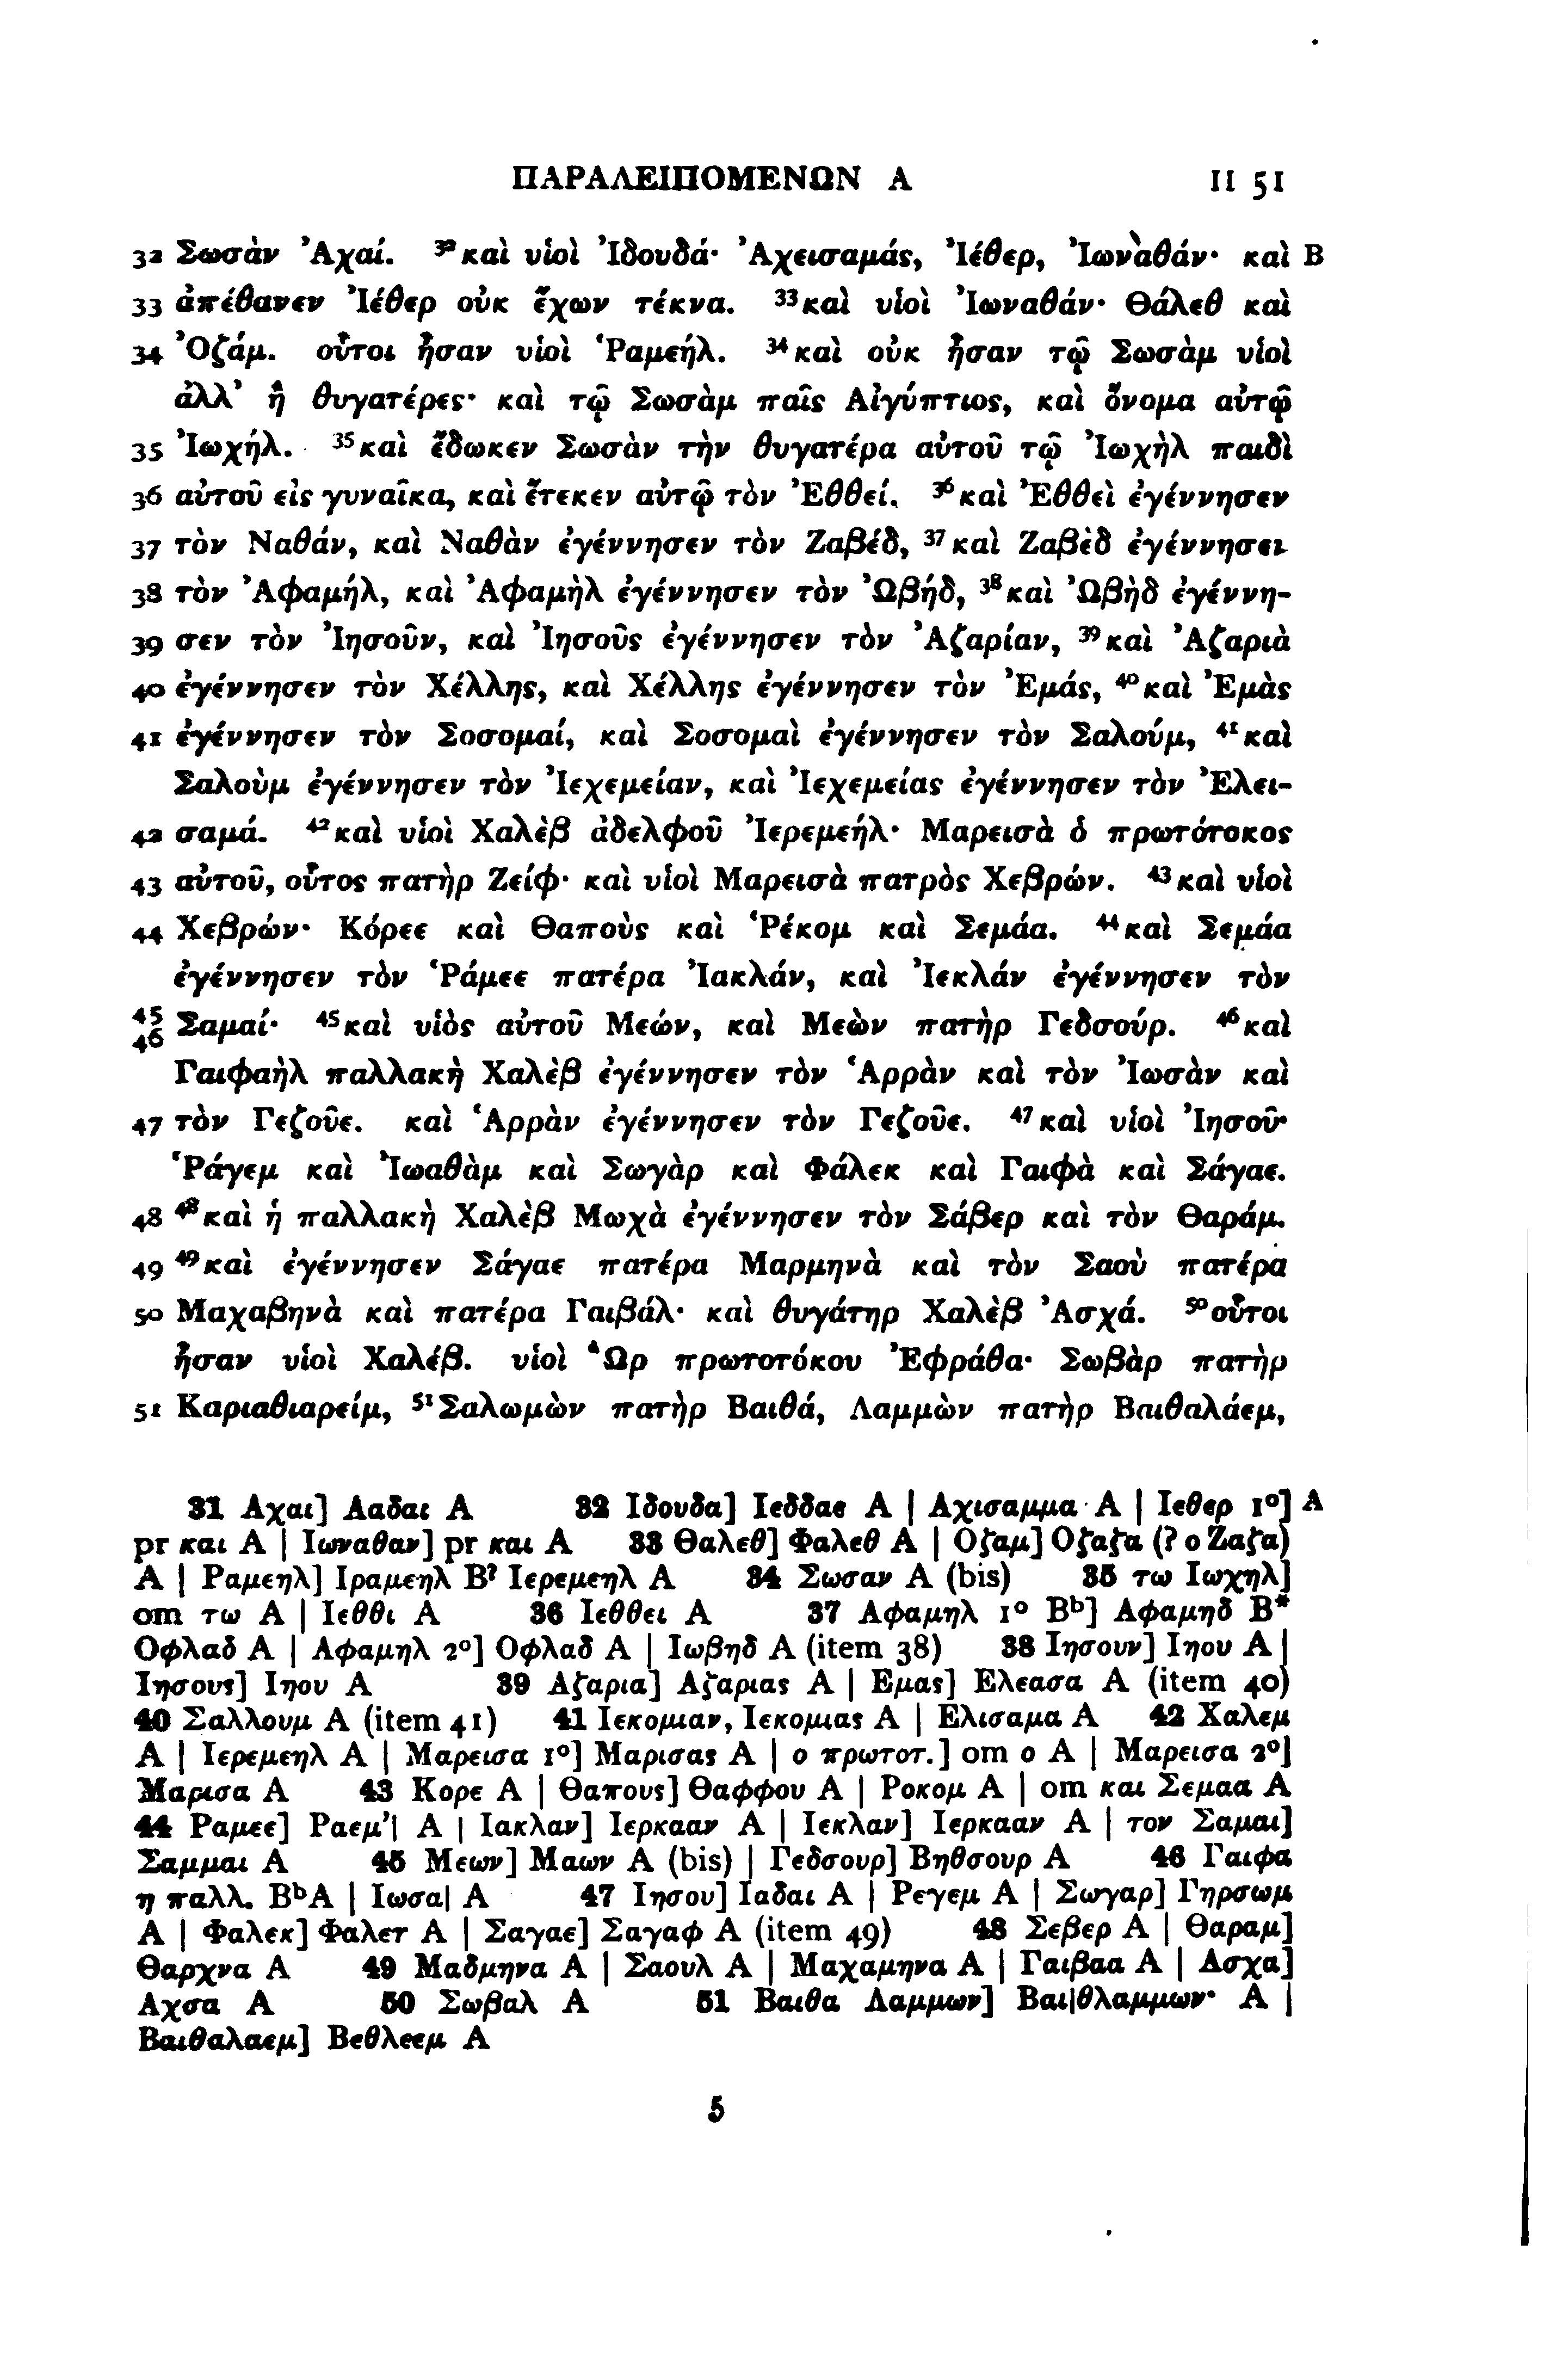 ΠΑΡΑΛΕΙΠΟΜΕΝΩΝ Α II 51
32 Σωσὰν Ἀχαί. ³²καὶ υἱοὶ Ἰδουδά· Ἀχεισαμάς, Ἰέθερ, Ἰωναθάν· καὶ B
33 ἀπέθανεν Ἰέθερ οὐκ ἔχων τέκνα. ³³καὶ υἱοὶ Ἰωναθάν· Θάλεθ καὶ
34 Ὀζάμ. οὗτοι ἦσαν υἱοὶ Ῥαμεήλ. ³⁴καὶ οὐκ ἦσαν τῷ Σωσὰμ υἱοὶ
ἀλλ’ ἢ θυγατέρες· καὶ τῷ Σωσὰμ παῖς Αἰγύπτιος, καὶ ὄνομα αὐτῷ
35 Ἰωχήλ. ³⁵καὶ ἔδωκεν Σωσὰν τὴν θυγατέρα αὐτοῦ τῷ Ἰωχὴλ παιδὶ
36 αὐτοῦ εἰς γυναῖκα, καὶ ἔτεκεν αὐτῷ τὸν Ἐθθεί. ³⁶καὶ Ἐθθεὶ ἐγέννησεν
37 τὸν Ναθάν, καὶ Ναθὰν ἐγέννησεν τὸν Ζαβέδ, ³⁷καὶ Ζαβὲδ ἐγέννησεν
38 τὸν Ἀφαμήλ, καὶ Ἀφαμὴλ ἐγέννησεν τὸν Ὠβήδ, ³⁸καὶ Ὠβὴδ ἐγέννη-
39 σεν τὸν Ἰησοῦν, καὶ Ἰησοῦς ἐγέννησεν τὸν Ἀζαρίαν, ³⁹καὶ Ἀζαριὰ
40 ἐγέννησεν τὸν Χέλλης, καὶ Χέλλης ἐγέννησεν τὸν Ἐμάς, ⁴⁰καὶ Ἐμὰς
41 ἐγέννησεν τὸν Σοσομαί, καὶ Σοσομαὶ ἐγέννησεν τὸν Σαλούμ, ⁴¹καὶ
Σαλοὺμ ἐγέννησεν τὸν Ἰεχεμείαν, καὶ Ἰεχεμείας ἐγέννησεν τὸν Ἐλει-
42 σαμά. ⁴²καὶ υἱοὶ Χαλὲβ ἀδελφοῦ Ἰερεμεήλ· Μαρεισὰ ὁ πρωτότοκος
43 αὐτοῦ, οὗτος πατὴρ Ζείφ· καὶ υἱοὶ Μαρεισὰ πατρὸς Χεβρών. ⁴³καὶ υἱοὶ
44 Χεβρών· Κόρεε καὶ Θαποὺς καὶ Ῥέκομ καὶ Σεμάα. ⁴⁴καὶ Σεμάα
ἐγέννησεν τὸν Ῥάμεε πατέρα Ἰακλάν, καὶ Ἰεκλάν ἐγέννησεν τὸν
45 46 Σαμαί· ⁴⁵καὶ υἱὸς αὐτοῦ Μεών, καὶ Μεὼν πατὴρ Γεδσούρ. ⁴⁶καὶ
Γαιφαὴλ παλλακὴ Χαλὲβ ἐγέννησεν τὸν Ἁρρὰν καὶ τὸν Ἰωσὰν καὶ
47 τὸν Γεζοῦε. καὶ Ἁρρὰν ἐγέννησεν τὸν Γεζοῦε. ⁴⁷καὶ υἱοὶ Ἰησοῦ·
Ῥάγεμ καὶ Ἰωαθὰμ καὶ Σωγὰρ καὶ Φάλεκ καὶ Γαιφὰ καὶ Σάγαε.
48 ⁴⁸καὶ ἡ παλλακὴ Χαλὲβ Μωχὰ ἐγέννησεν τὸν Σάβερ καὶ τὸν Θαράμ.
49 ⁴⁹καὶ ἐγέννησεν Σάγαε πατέρα Μαρμηνὰ καὶ τὸν Σαοὺ πατέρα
50 Μαχαβηνὰ καὶ πατέρα Γαιβάλ· καὶ θυγάτηρ Χαλὲβ Ἀσχά. ⁵⁰οὗτοι
ἦσαν υἱοὶ Χαλέβ. υἱοὶ Ὣρ πρωτοτόκου Ἐφράθα· Σωβὰρ πατὴρ
51 Καριαθιαρείμ, ⁵¹Σαλωμὼν πατὴρ Βαιθά, Λαμμὼν πατὴρ Βαιθαλάεμ,
31 Αχαι] Ααδαι A 32 Ιδουδα] Ιεδδαε A | Αχισαμμα A | Ιεθερ 1°] A
pr και A | Ιωναθαν] pr και A 33 Θαλεθ] Φαλεθ A | Οζαμ] Οζαζα (? ο Ζαζα)
A | Ραμεηλ] Ιραμεηλ B? Ιερεμεηλ A 34 Σωσαν A (bis) 35 τω Ιωχηλ]
om τω A | Ιεθθι A 36 Ιεθθει A 37 Αφαμηλ 1° Bᵇ] Αφαμηδ B*
Οφλαδ A | Αφαμηλ 2°] Οφλαδ A | Ιωβηδ A (item 38) 38 Ιησουν] Ιηου A |
Ιησους] Ιηου A 39 Αζαρια] Αζαριας A | Εμας] Ελεασα A (item 40)
40 Σαλλουμ A (item 41) 41 Ιεκομιαν, Ιεκομιας A | Ελισαμα A 42 Χαλεμ
A | Ιερεμεηλ A | Μαρεισα 1°] Μαρισας A | ο πρωτοτ.] om ο A | Μαρεισα 2°]
Μαρισα A 43 Κορε A | Θαπους] Θαφφου A | Ροκομ A | om και Σεμαα A
44 Ραμεε] Ραεμ’| A | Ιακλαν] Ιερκααν A | Ιεκλαν] Ιερκααν A | τον Σαμαι]
Σαμμαι A 45 Μεων] Μαων A (bis) | Γεδσουρ] Βηθσουρ A 46 Γαιφα
η παλλ. BᵇA | Ιωσα| A 47 Ιησου] Ιαδαι A | Ρεγεμ A | Σωγαρ] Γηρσωμ
A | Φαλεκ] Φαλετ A | Σαγαε] Σαγαφ A (item 49) 48 Σεβερ A | Θαραμ]
Θαρχνα A 49 Μαδμηνα A | Σαουλ A | Μαχαμηνα A | Γαιβαα A | Ασχα]
Αχσα A 50 Σωβαλ A 51 Βαιθα Λαμμων] Βαι|θλαμμων· A |
Βαιθαλαεμ] Βεθλεεμ A
5